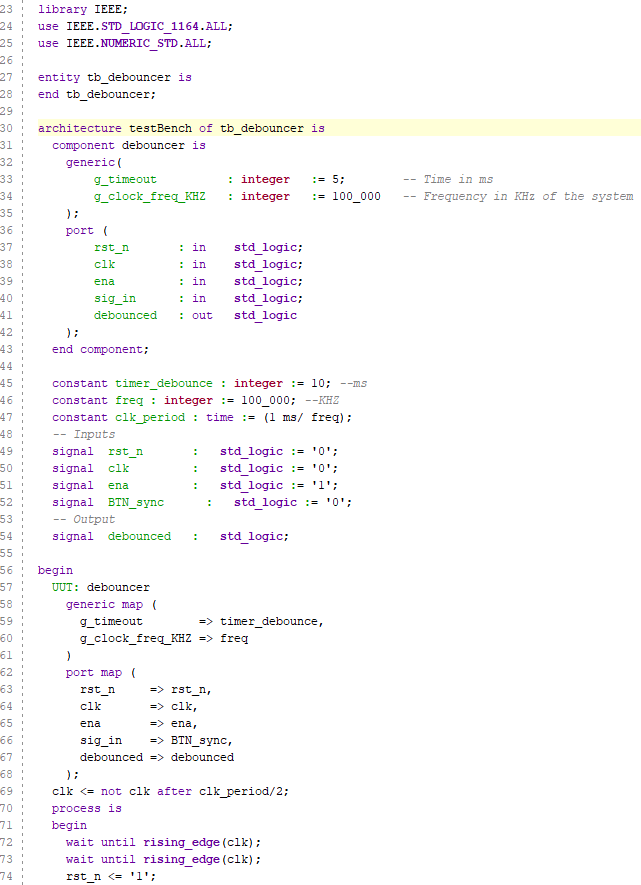 23 library IEEE;
24 use IEEE.STD_LOGIC_1164.ALL;
25 use IEEE.NUMERIC_STD.ALL;
26
27 entity tb_debouncer is
28 end tb_debouncer;
29
30 architecture testBench of tb_debouncer is
31   component debouncer is
32     generic(
33         g_timeout          : integer   := 5;        -- Time in ms
34         g_clock_freq_KHZ   : integer   := 100_000   -- Frequency in KHz of the system
35     );
36     port (
37         rst_n       : in    std_logic;
38         clk         : in    std_logic;
39         ena         : in    std_logic;
40         sig_in      : in    std_logic;
41         debounced   : out   std_logic
42     );
43   end component;
44
45   constant timer_debounce : integer := 10; --ms
46   constant freq : integer := 100_000; --KHZ
47   constant clk_period : time := (1 ms/ freq);
48   -- Inputs
49   signal  rst_n       :   std_logic := '0';
50   signal  clk         :   std_logic := '0';
51   signal  ena         :   std_logic := '1';
52   signal  BTN_sync      :   std_logic := '0';
53   -- Output
54   signal  debounced   :   std_logic;
55
56 begin
57   UUT: debouncer
58     generic map (
59       g_timeout        => timer_debounce,
60       g_clock_freq_KHZ => freq
61     )
62     port map (
63       rst_n     => rst_n,
64       clk       => clk,
65       ena       => ena,
66       sig_in    => BTN_sync,
67       debounced => debounced
68     );
69   clk <= not clk after clk_period/2;
70   process is
71   begin
72     wait until rising_edge(clk);
73     wait until rising_edge(clk);
74     rst_n <= '1';